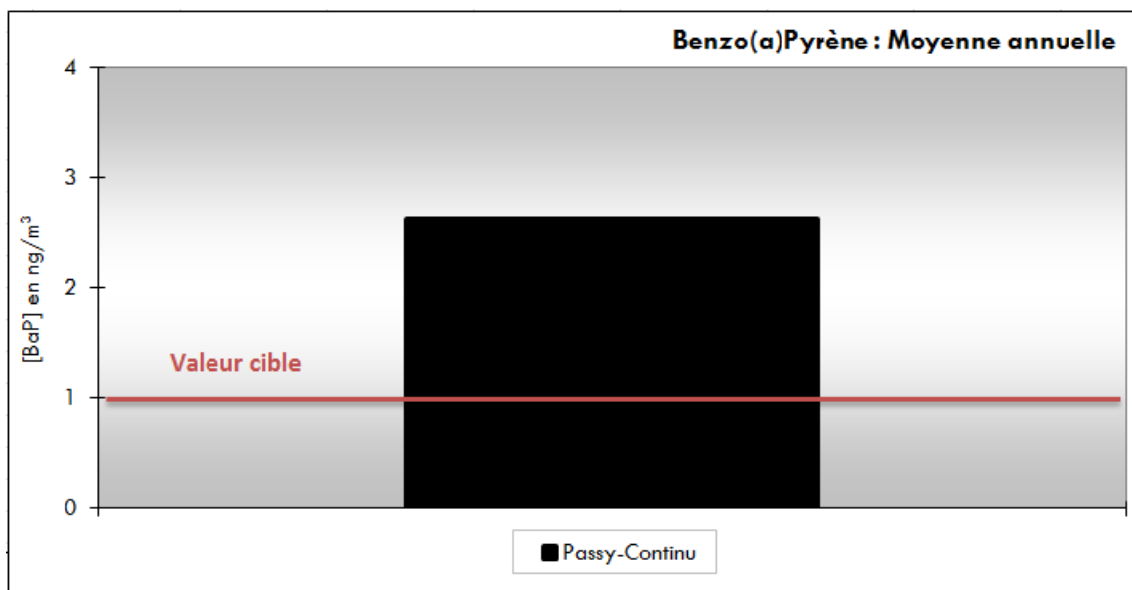 Benzo(a)Pyrène : Moyenne annuelle
4
3
2
1
0
[BaP] en ng/m³
Valeur cible
Passy-Continu